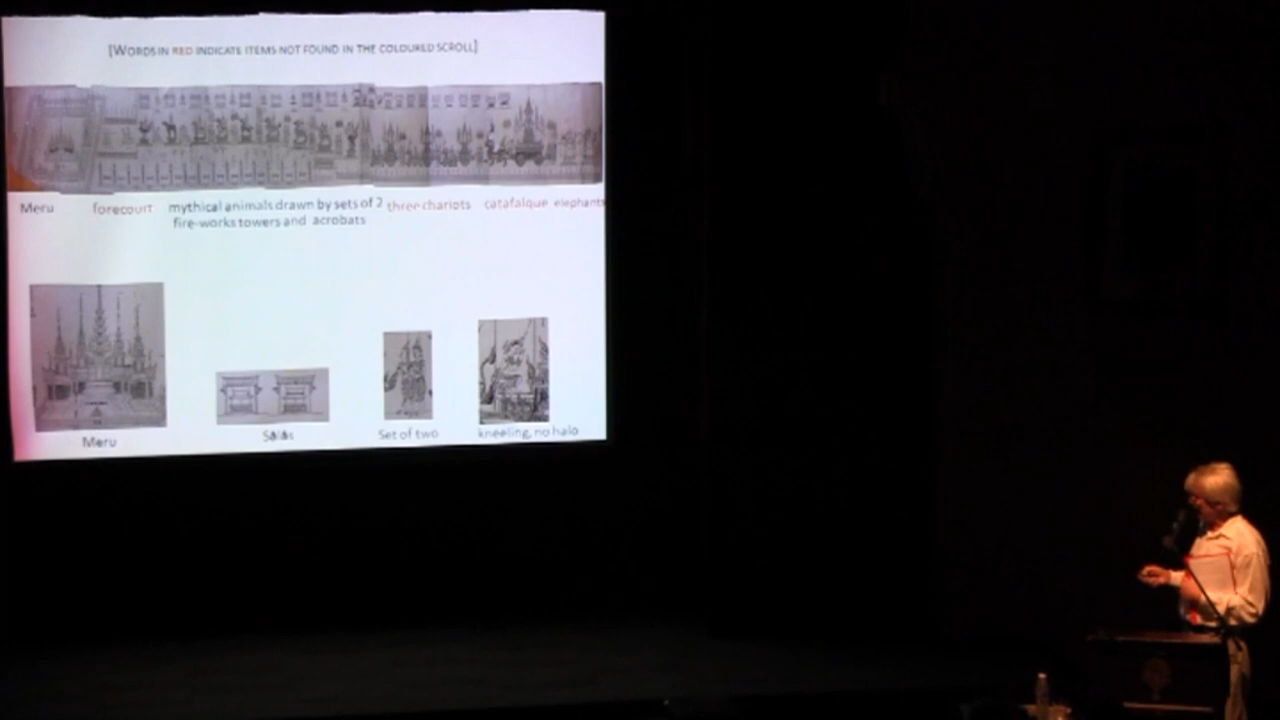 [WORDS IN RED INDICATE ITEMS NOT FOUND IN THE COLOURED SCROLL]
Meru forecourt mythical animals drawn by sets of 2 three chariots catafalque elephants
fire-works towers and acrobats
Meru Salas Set of two kneeling, no halo